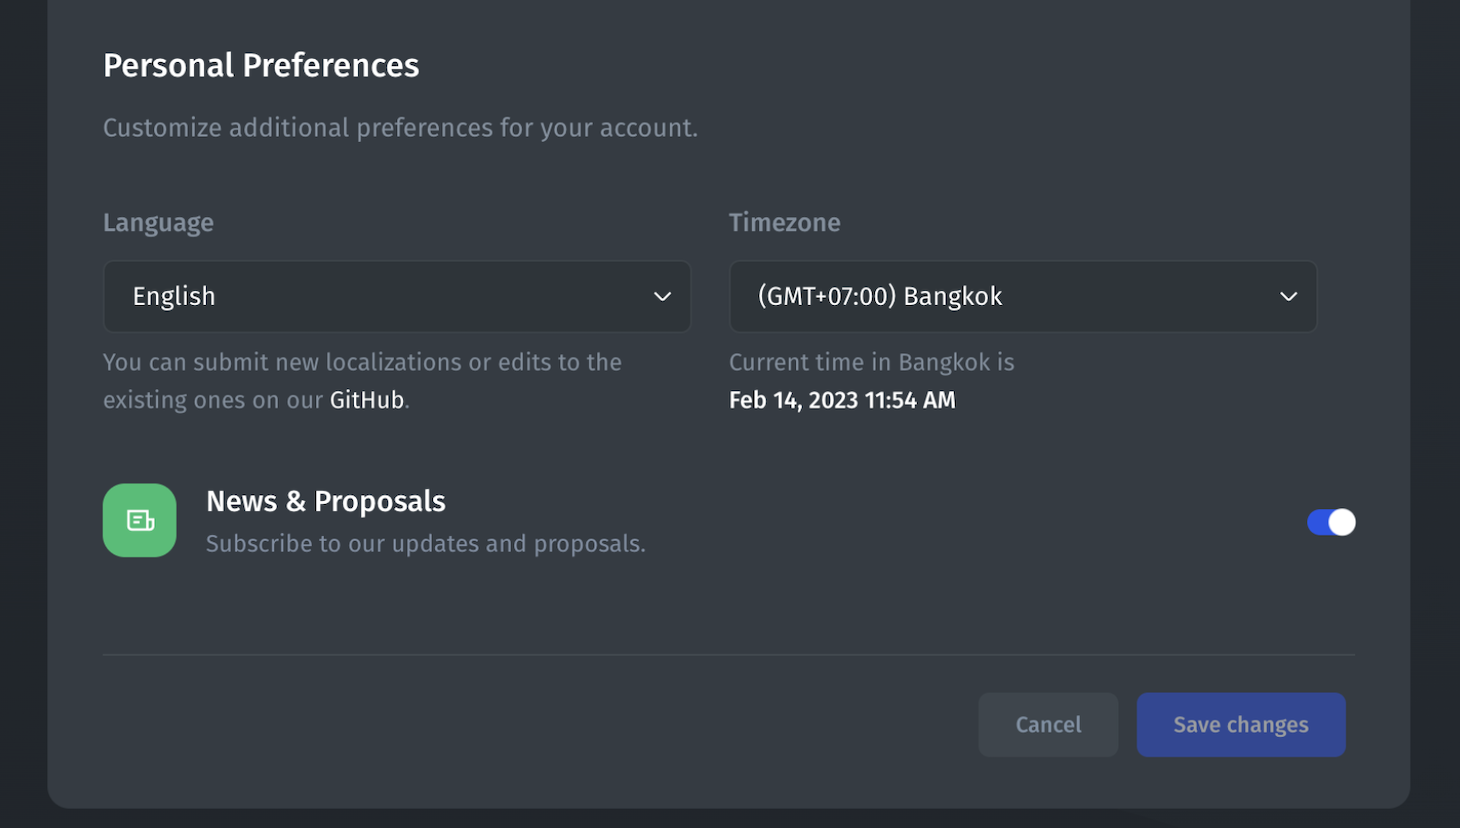 Personal Preferences
Customize additional preferences for your account.
Language
Timezone
English
(GMT+07:00) Bangkok
You can submit new localizations or edits to the
existing ones on our GitHub.
Current time in Bangkok is
Feb 14, 2023 11:54 AM
News & Proposals
Subscribe to our updates and proposals.
Cancel
Save changes